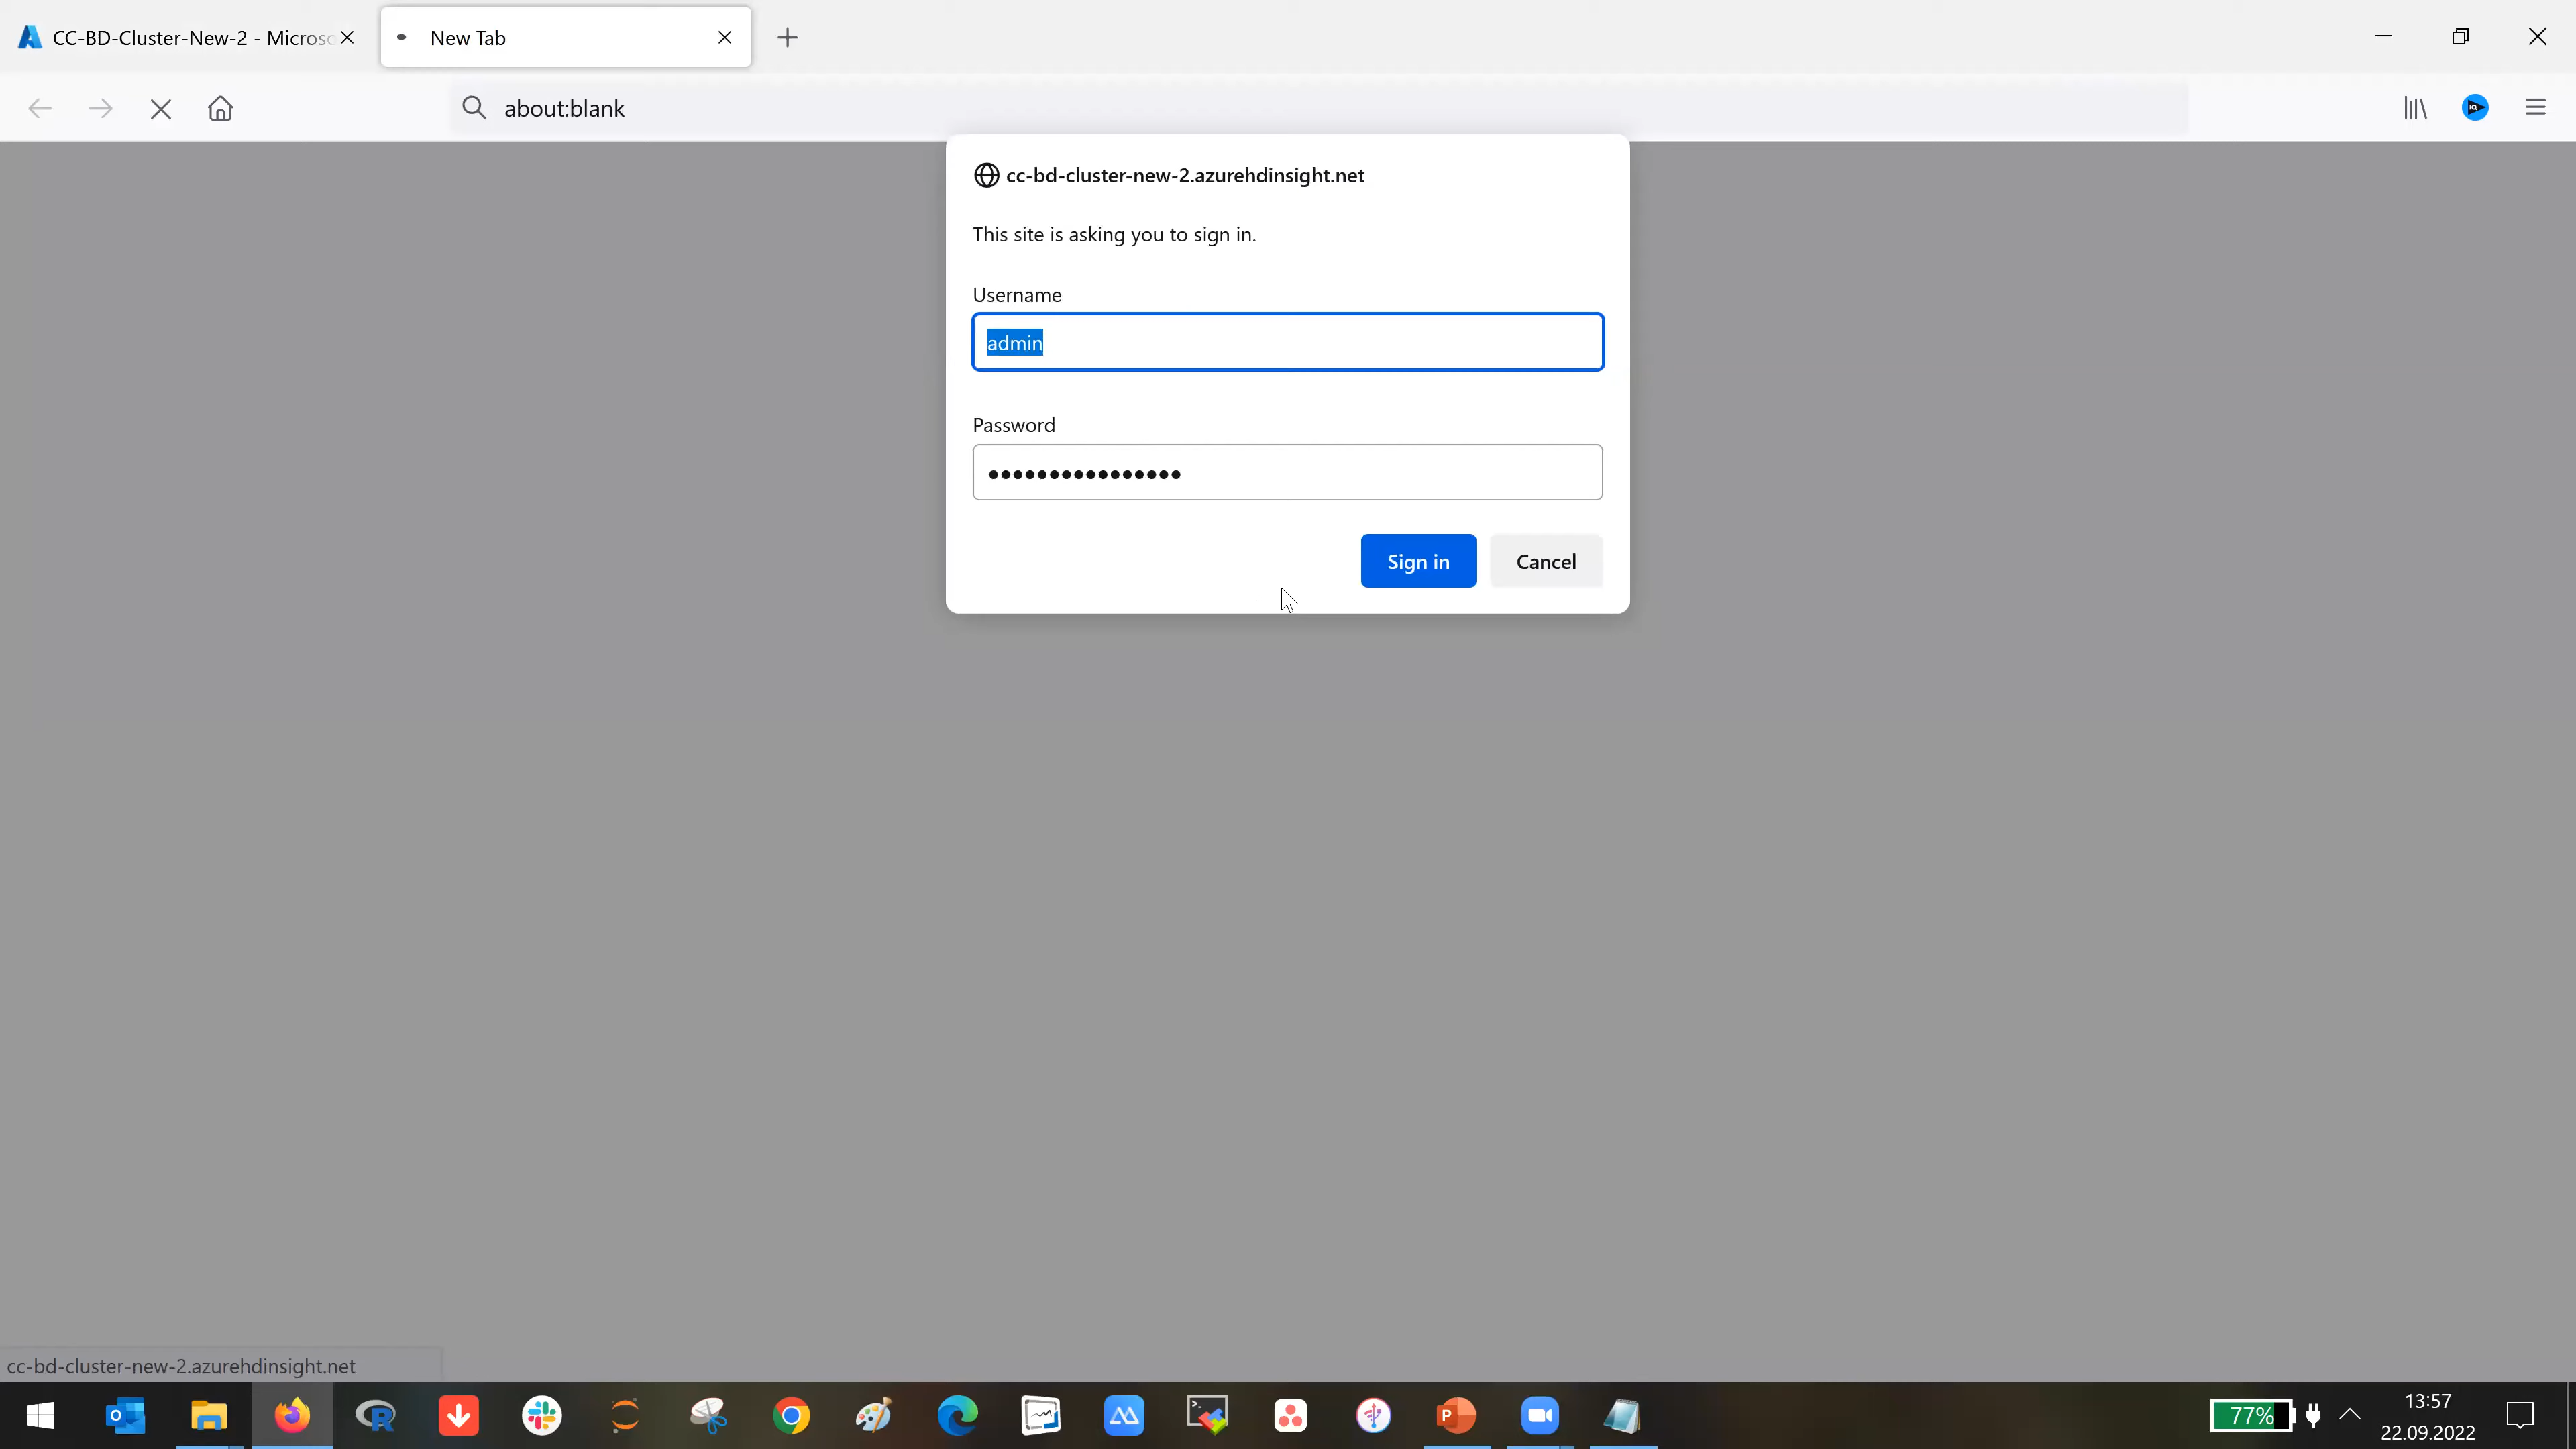 CC-BD-Cluster-New-2 - Micros
New Tab
about:blank
cc-bd-cluster-new-2.azurehdinsight.net
This site is asking you to sign in.
Username
admin
Password
Sign in
Cancel
cc-bd-cluster-new-2.azurehdinsight.net
77%
13:57
22.09.2022